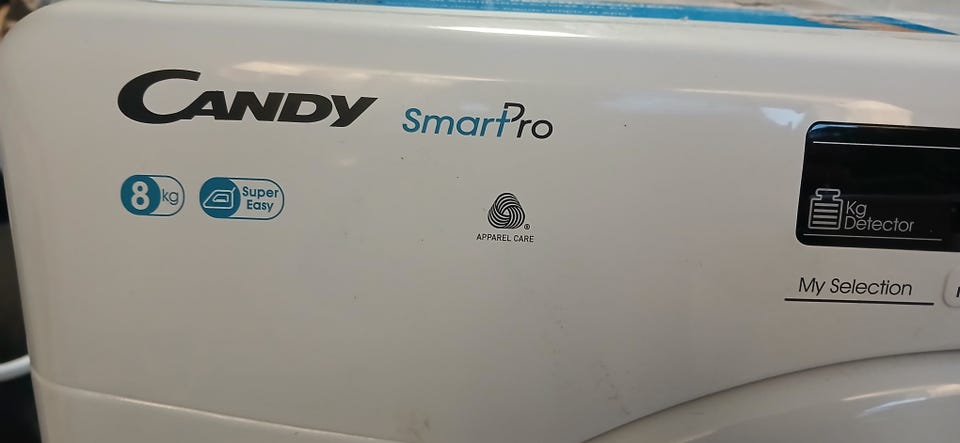 CANDY SmartPro
8 kg
Super
Easy
APPAREL CARE
Kg
Detector
My Selection